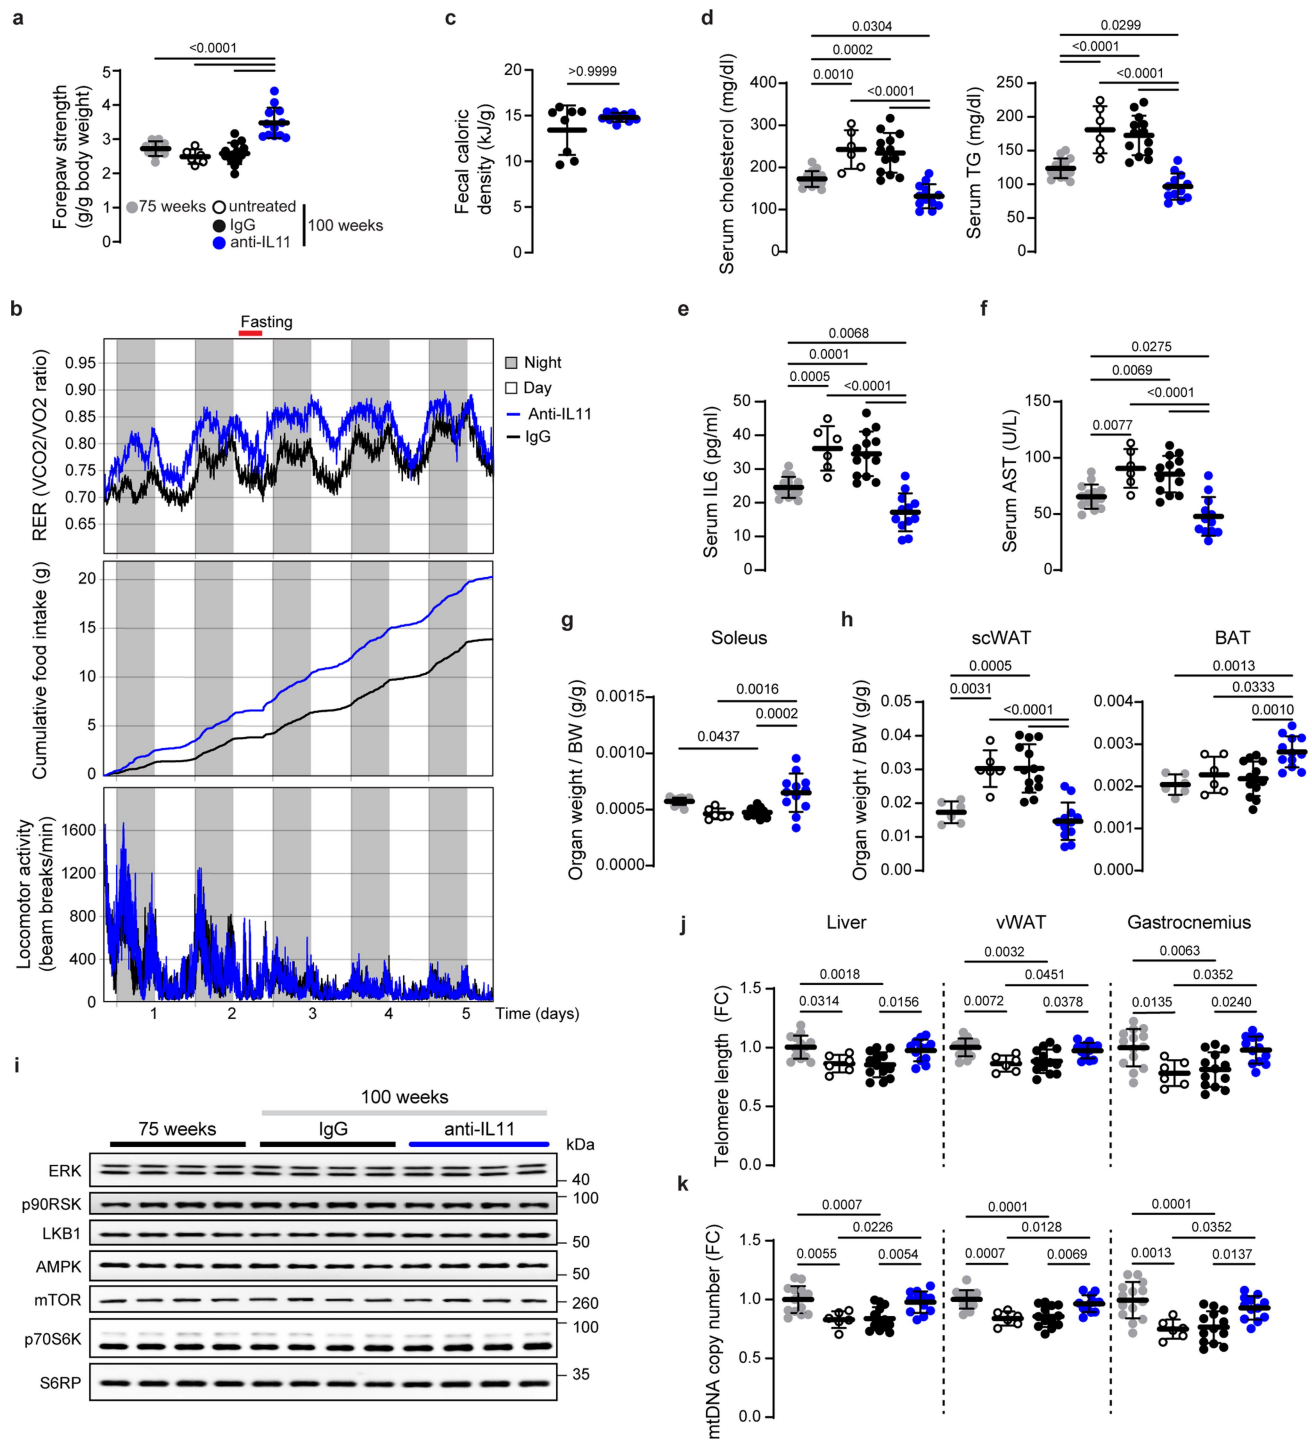 a
<0.0001
Forepaw strength
(g/g body weight)
5
4
3
2
1
0
75 weeks
untreated
IgG
anti-IL11
100 weeks
c
>0.9999
Fecal caloric
density (kJ/g)
20
15
10
5
0
d
0.0304
0.0002
0.0010
<0.0001
Serum cholesterol (mg/dl)
400
300
200
100
0
0.0299
<0.0001
<0.0001
Serum TG (mg/dl)
250
200
150
100
50
0
b
Fasting
RER (VCO2/VO2 ratio)
0.95
0.90
0.85
0.80
0.75
0.70
0.65
Night
Day
Anti-IL11
IgG
Cumulative food intake (g)
20
15
10
5
0
Locomotor activity
(beam breaks/min)
1600
1200
800
400
0
1 2 3 4 5 Time (days)
e
0.0068
0.0001
0.0005
<0.0001
Serum IL6 (pg/ml)
50
40
30
20
10
0
f
0.0275
0.0069
<0.0001
0.0077
Serum AST (U/L)
150
100
50
0
g
Soleus
0.0016
0.0002
0.0437
Organ weight / BW (g/g)
0.0015
0.0010
0.0005
0.0000
h
scWAT
0.0005
0.0031
<0.0001
Organ weight / BW (g/g)
0.05
0.04
0.03
0.02
0.01
0.00
BAT
0.0013
0.0333
0.0010
0.004
0.003
0.002
0.001
0.000
i
100 weeks
75 weeks IgG anti-IL11
kDa
ERK
40
p90RSK
100
LKB1
50
AMPK
50
mTOR
260
p70S6K
100
S6RP
35
j
Liver vWAT Gastrocnemius
0.0018
0.0314 0.0156
0.0032
0.0451
0.0072 0.0378
0.0063
0.0352
0.0135 0.0240
Telomere length (FC)
1.5
1.0
0.5
0.0
k
0.0007
0.0226
0.0055 0.0054
0.0001
0.0128
0.0007 0.0069
0.0001
0.0352
0.0013 0.0137
mtDNA copy number (FC)
1.5
1.0
0.5
0.0